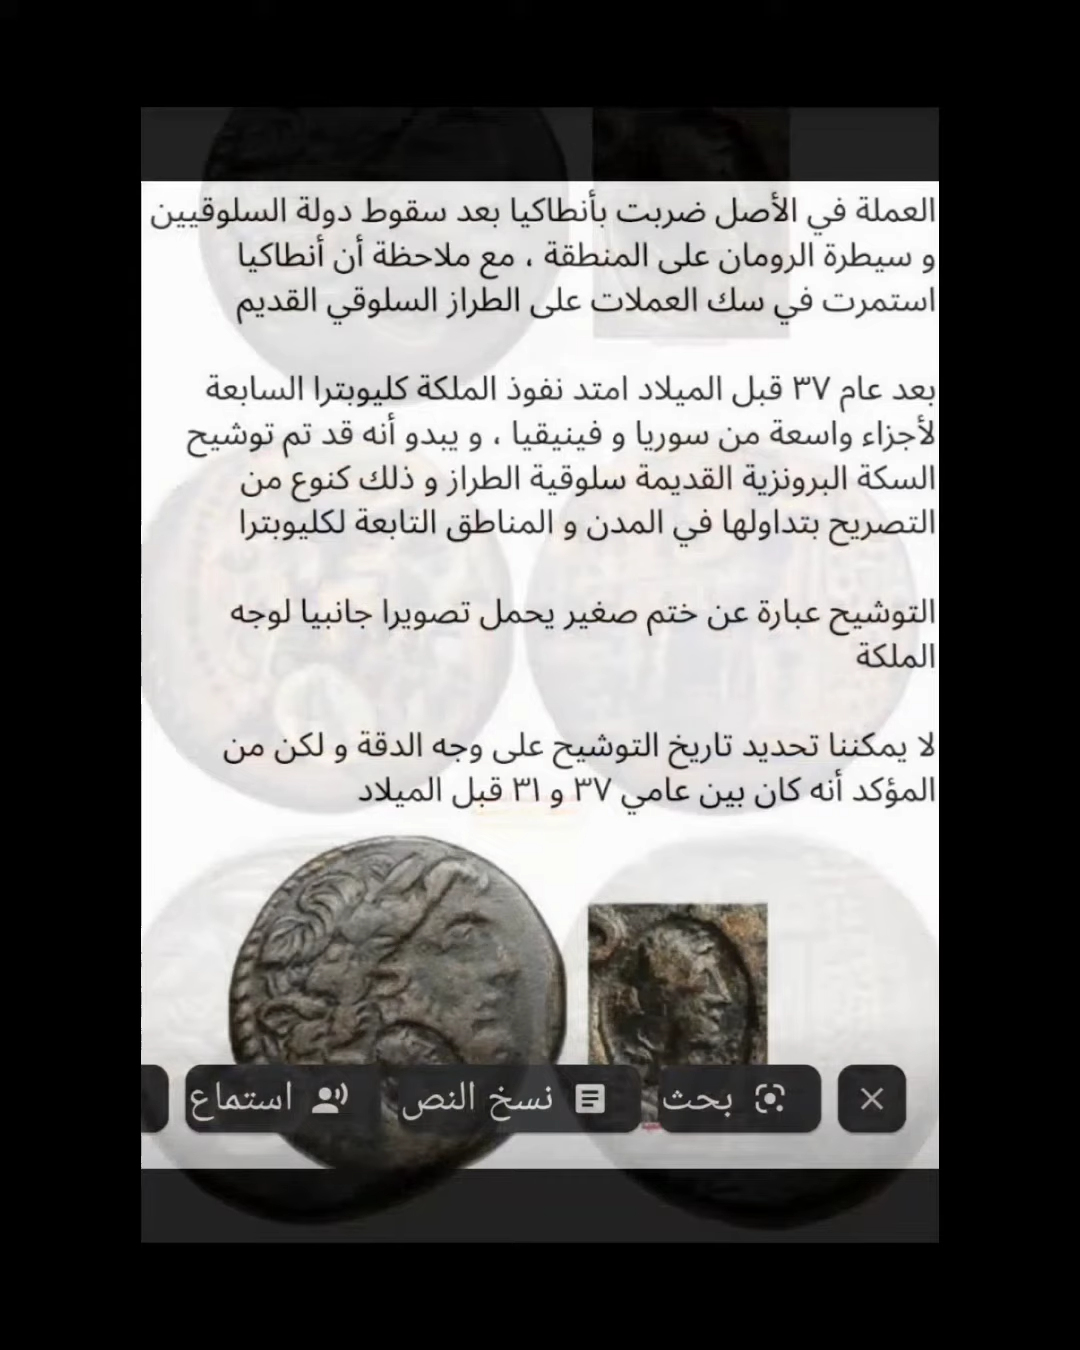 العملة في الأصل ضربت بأنطاكيا بعد سقوط دولة السلوقيين
و سيطرة الرومان على المنطقة ، مع ملاحظة أن أنطاكيا
استمرت في سك العملات على الطراز السلوقي القديم
بعد عام ٣٧ قبل الميلاد امتد نفوذ الملكة كليوبترا السابعة
لأجزاء واسعة من سوريا و فينيقيا ، و يبدو أنه قد تم توشيح
السكة البرونزية القديمة سلوقية الطراز و ذلك كنوع من
التصريح بتداولها في المدن و المناطق التابعة لكليوبترا
التوشيح عبارة عن ختم صغير يحمل تصويرا جانبيا لوجه
الملكة
لا يمكننا تحديد تاريخ التوشيح على وجه الدقة و لكن من
المؤكد أنه كان بين عامي ٣٧ و ٣١ قبل الميلاد
بحث نسخ النص استماع